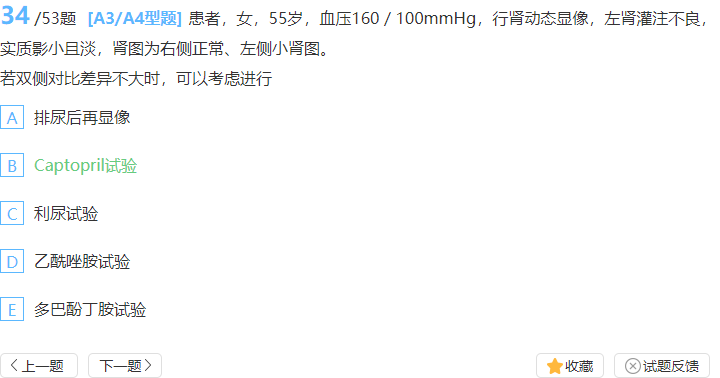 34 /53题 [A3/A4型题] 患者，女，55岁，血压160 / 100mmHg，行肾动态显像，左肾灌注不良，
实质影小且淡，肾图为右侧正常、左侧小肾图。
若双侧对比差异不大时，可以考虑进行
A 排尿后再显像
B Captopril试验
C 利尿试验
D 乙酰唑胺试验
E 多巴酚丁胺试验
上一题 下一题 收藏 试题反馈